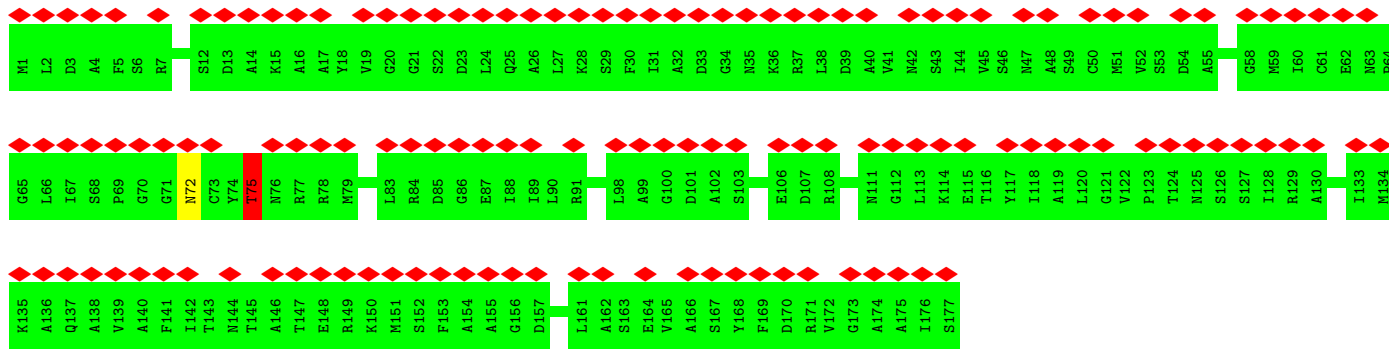 M1 L2 D3 A4 F5 S6 R7 S12 D13 A14 K15 A16 A17 Y18 V19 G20 G21 S22 D23 L24 Q25 A26 L27 K28 S29 F30 I31 A32 D33 G34 N35 K36 R37 L38 D39 A40 V41 N42 S43 I44 V45 S46 N47 A48 S49 C50 M51 V52 S53 D54 A55 G58 M59 I60 C61 E62 N63
G65 L66 I67 S68 P69 G70 G71 N72 C73 Y74 T75 N76 R77 R78 M79 L83 R84 D85 G86 E87 I88 I89 L90 R91 L98 A99 G100 D101 A102 S103 E106 D107 R108 N111 G112 L113 K114 E115 T116 Y117 I118 A119 L120 G121 V122 P123 T124 N125 S126 S127 I128 R129 A130 I133 M134
K135 A136 Q137 A138 V139 A140 F141 I142 T143 N144 T145 A146 T147 E148 R149 K150 M151 S152 F153 A154 A155 G156 D157 L161 A162 S163 E164 V165 A166 S167 Y168 F169 D170 R171 V172 G173 A174 A175 I176 S177